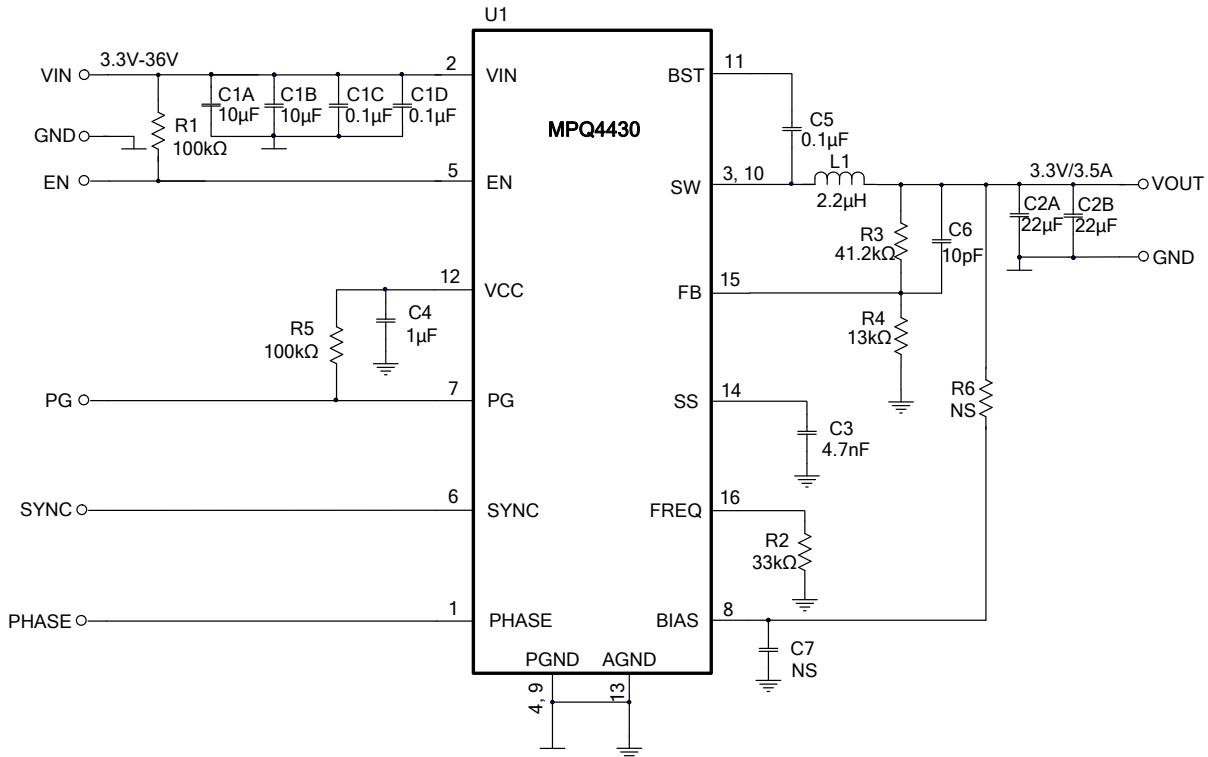 U1
VIN
3.3V-36V
2
VIN
C1A
10µF
C1B
10µF
C1C
0.1µF
C1D
0.1µF
GND
R1
100kΩ
EN
5
EN
MPQ4430
BST
11
C5
0.1µF
L1
2.2µH
SW
3, 10
3.3V/3.5A
VOUT
C2A
22µF
C2B
22µF
GND
R3
41.2kΩ
C6
10pF
FB
15
R4
13kΩ
12
VCC
C4
1µF
R5
100kΩ
PG
7
PG
SS
14
C3
4.7nF
R6
NS
SYNC
6
SYNC
FREQ
16
R2
33kΩ
PHASE
1
PHASE
BIAS
8
C7
NS
PGND
AGND
4, 9
13